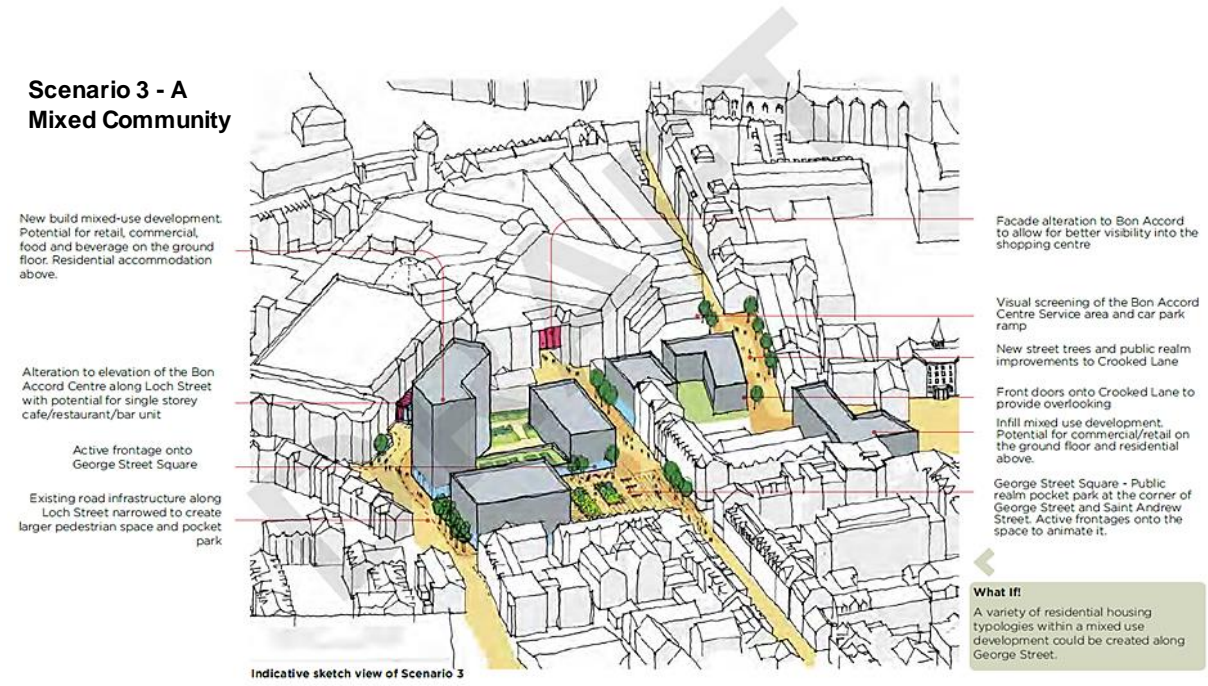 Scenario 3 - A
Mixed Community
New build mixed-use development.
Potential for retail, commercial,
food and beverage on the ground
floor. Residential accommodation
above.
Alteration to elevation of the Bon
Accord Centre along Loch Street
with potential for single storey
cafe/restaurant/bar unit
Active frontage onto
George Street Square
Existing road infrastructure along
Loch Street narrowed to create
larger pedestrian space and pocket
park
Facade alteration to Bon Accord
to allow for better visibility into the
shopping centre
Visual screening of the Bon Accord
Centre Service area and car park
ramp
New street trees and public realm
improvements to Crooked Lane
Front doors onto Crooked Lane to
provide overlooking
Infill mixed use development.
Potential for commercial/retail on
the ground floor and residential
above.
George Street Square - Public
realm pocket park at the corner of
George Street and Saint Andrew
Street. Active frontages onto the
space to animate it.
What If!
A variety of residential housing
typologies within a mixed use
development could be created along
George Street.
Indicative sketch view of Scenario 3